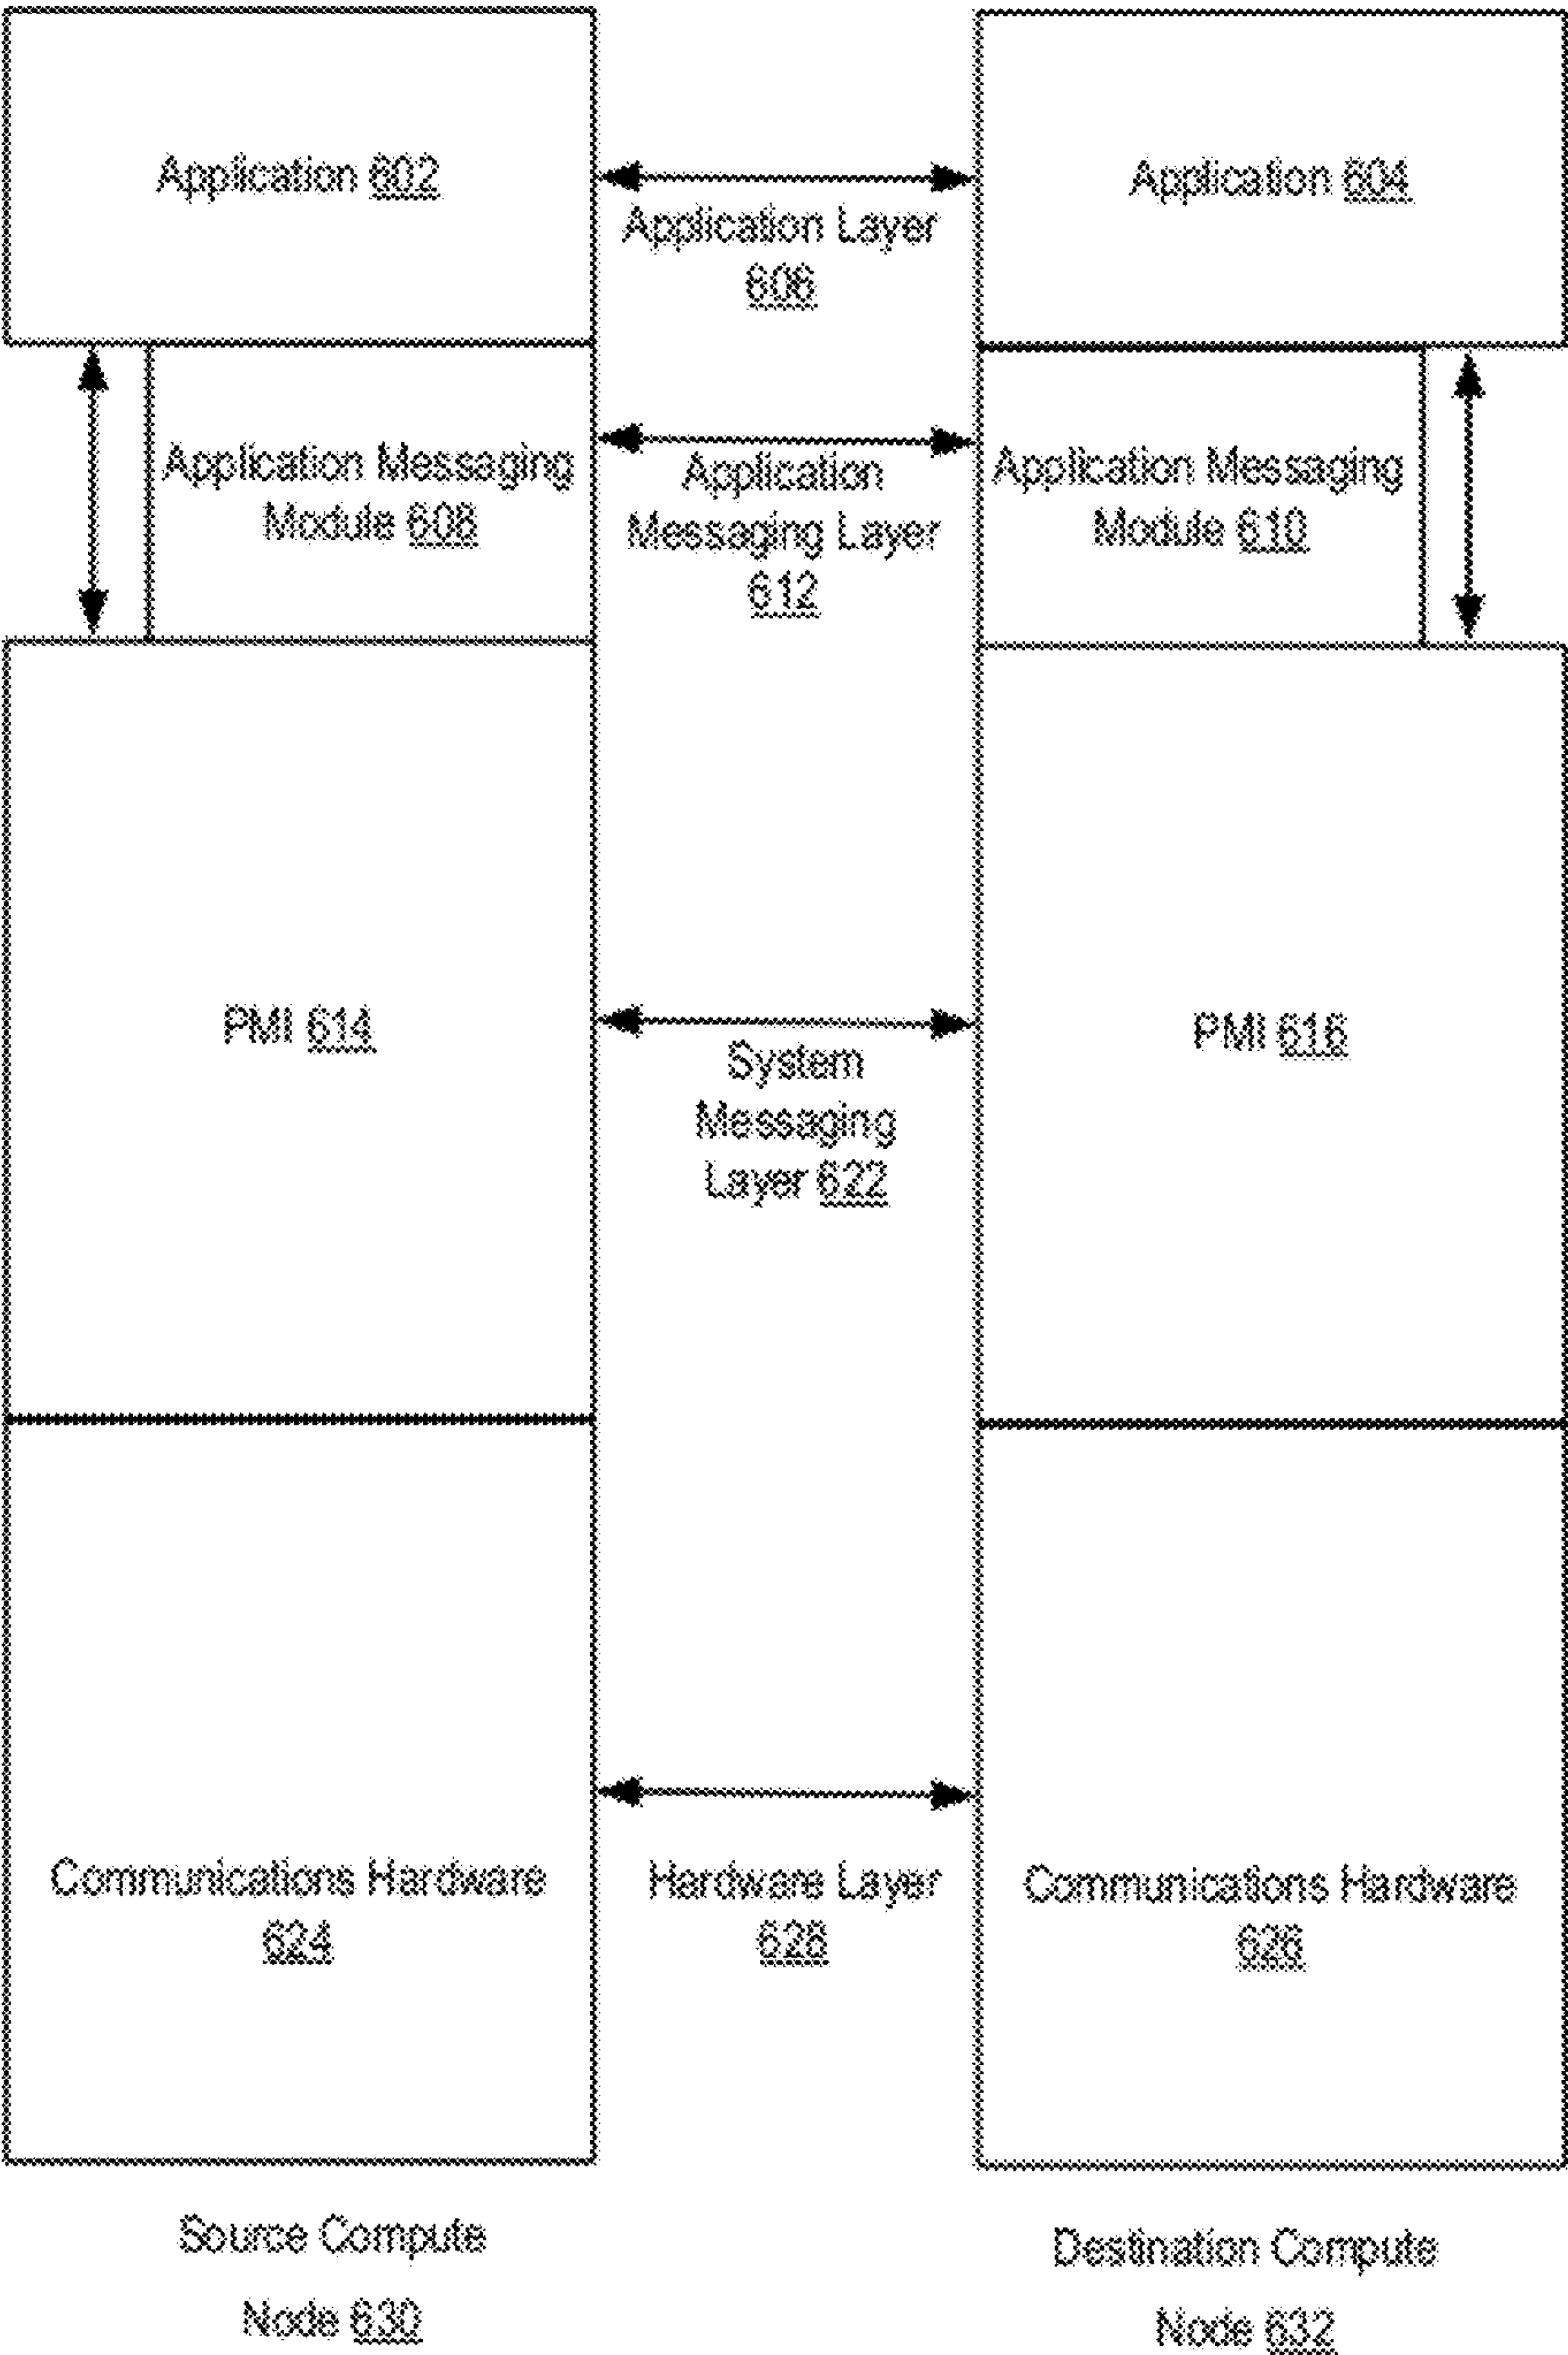 Application 602
Application 604
Application Layer
606
Application Messaging
Module 608
Application
Messaging Layer
612
Application Messaging
Module 610
PMI 614
PMI 616
System
Messaging
Layer 622
Communications Hardware
624
Hardware Layer
628
Communications Hardware
626
Source Compute
Node 630
Destination Compute
Node 632